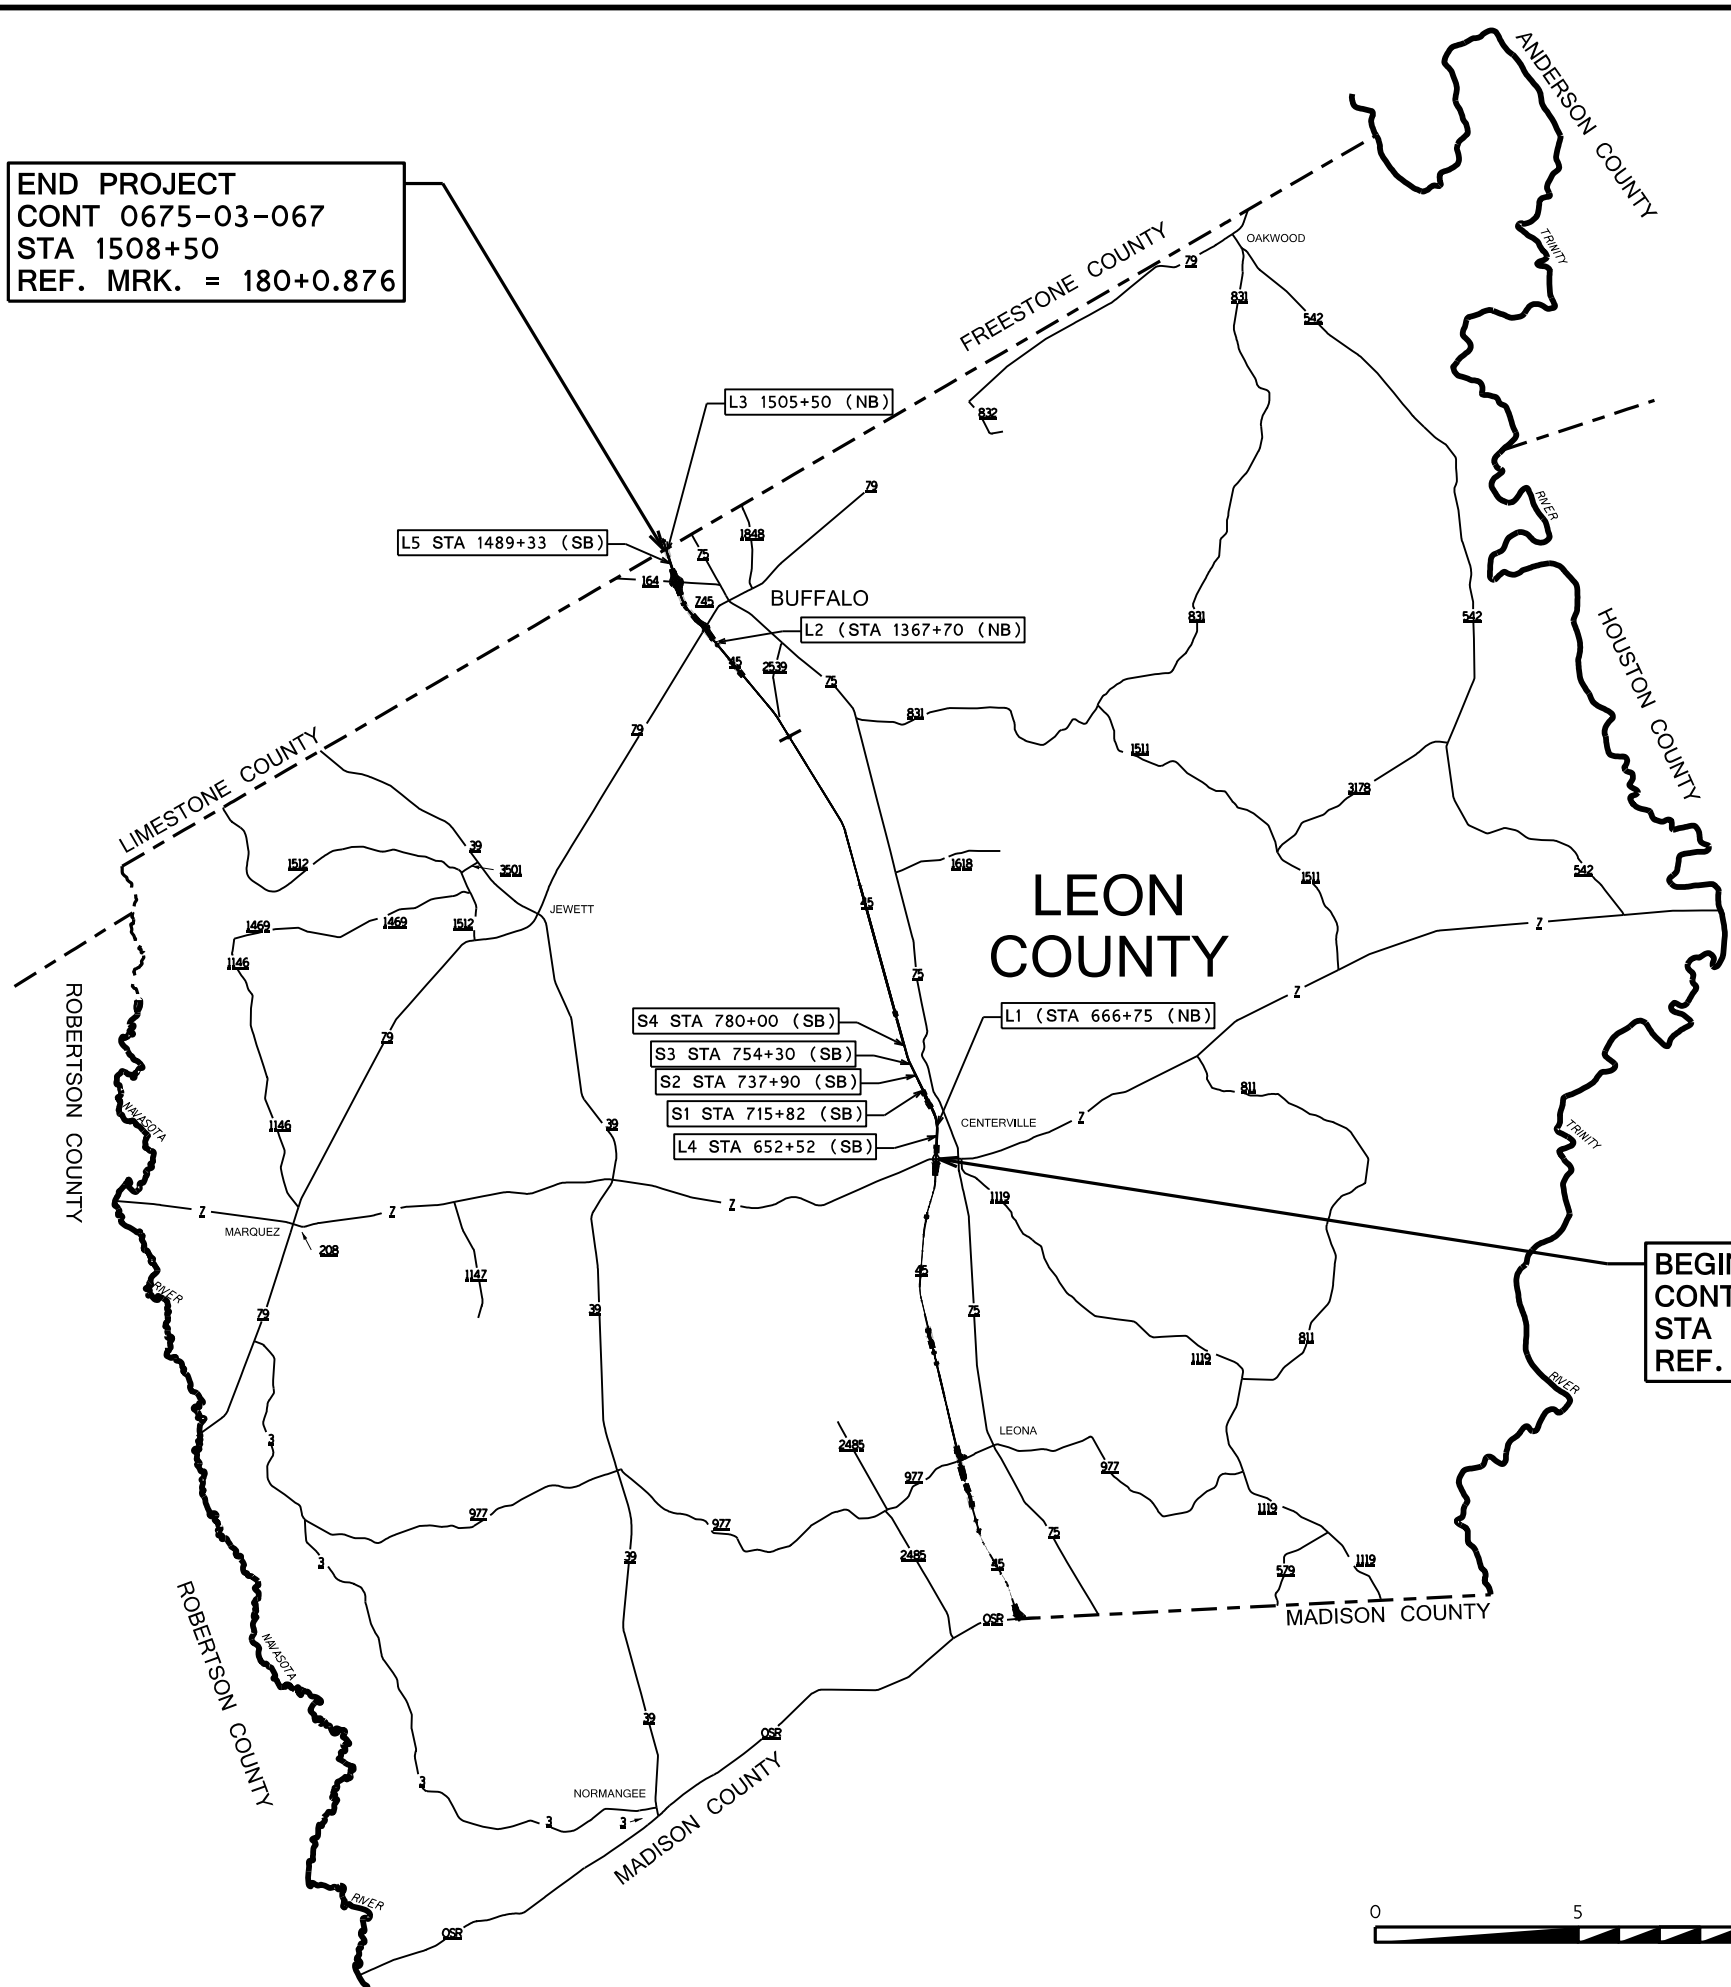 ANDERSON COUNTY
END PROJECT
CONT 0675-03-067
STA 1508+50
REF. MRK. = 180+0.876
TRINITY
OAKWOOD
FREESTONE COUNTY
79
831
542
L3 1505+50 (NB)
832
79
RIVER
1848
L5 STA 1489+33 (SB)
75
164
745
BUFFALO
L2 (STA 1367+70 (NB)
831
542
HOUSTON COUNTY
45
2539
75
831
79
1511
LIMESTONE COUNTY
3178
39
1512
3501
1618
542
1511
LEON
COUNTY
45
JEWETT
1469
1469
1512
Z
1146
75
Z
ROBERTSON COUNTY
S4 STA 780+00 (SB)
L1 (STA 666+75 (NB)
79
S3 STA 754+30 (SB)
S2 STA 737+90 (SB)
811
S1 STA 715+82 (SB)
NAVASOTA
1146
39
CENTERVILLE
Z
TRINITY
L4 STA 652+52 (SB)
1119
Z
Z
Z
MARQUEZ
208
1147
45
RIVER
BEGIN
CONT
STA
REF.
79
39
75
811
1119
RIVER
LEONA
3
2485
977
977
977
977
1119
75
3
39
2485
45
579
1119
OSR
MADISON COUNTY
ROBERTSON COUNTY
NAVASOTA
39
OSR
3
NORMANGEE
3
3
MADISON COUNTY
RIVER
OSR
0 5